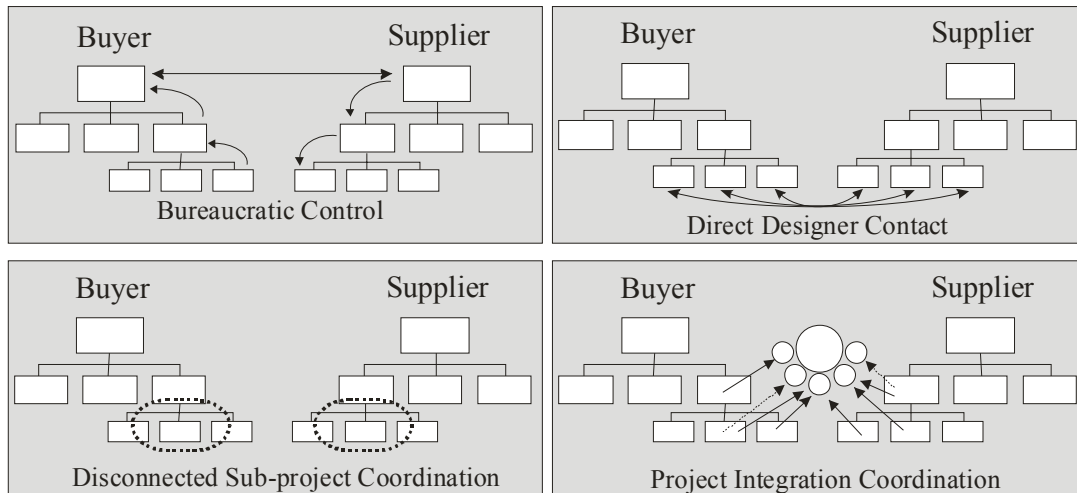 Buyer
Supplier
Bureaucratic Control
Buyer
Supplier
Direct Designer Contact
Buyer
Supplier
Disconnected Sub-project Coordination
Buyer
Supplier
Project Integration Coordination